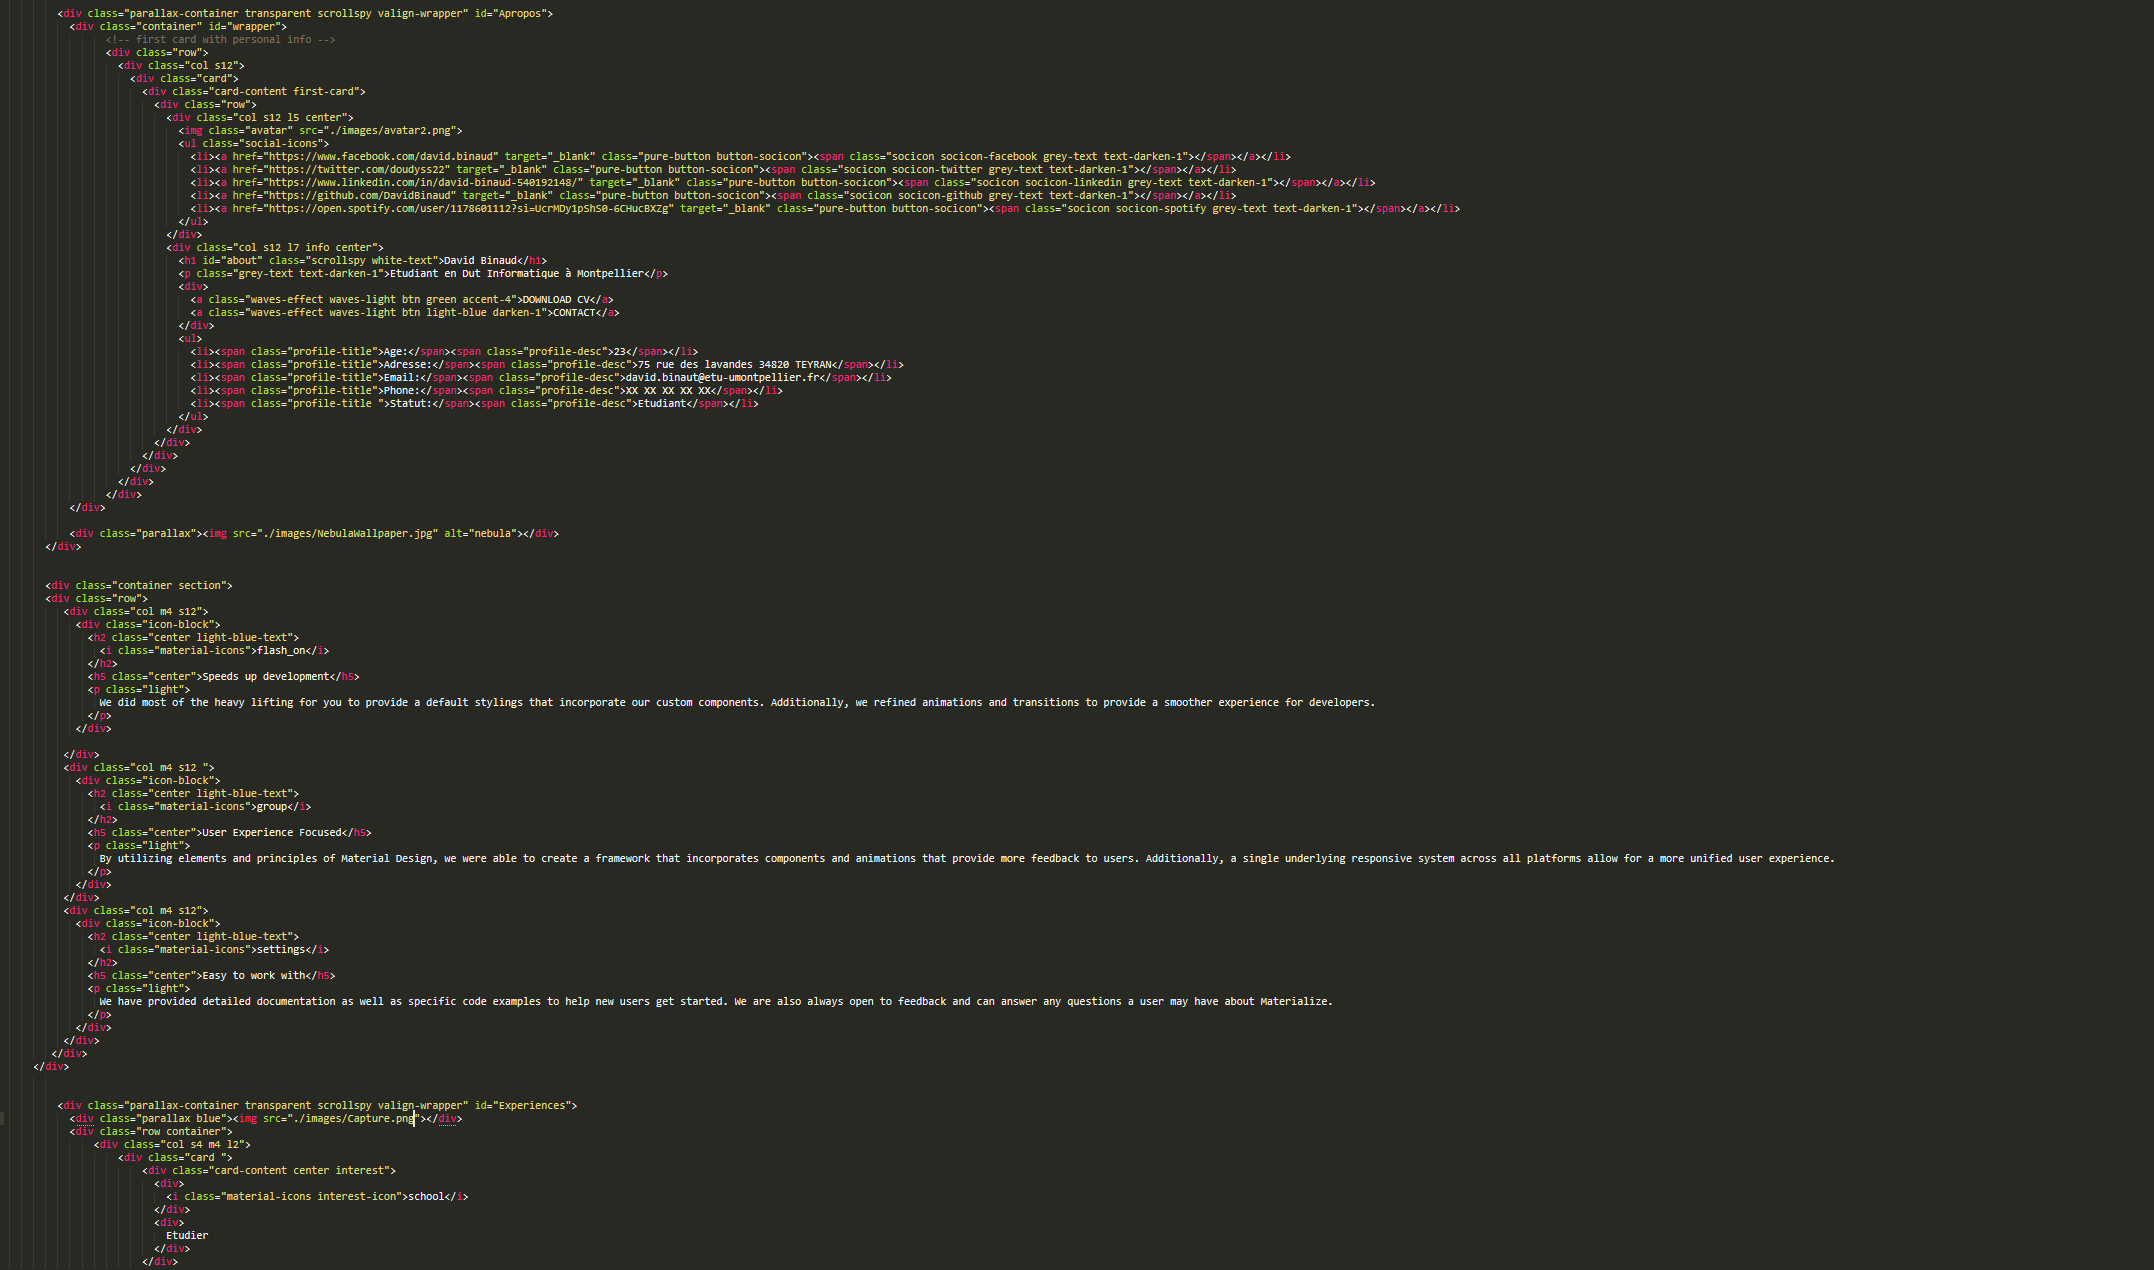 <div class="parallax-container transparent scrollspy valign-wrapper" id="Apropos">
<div class="container" id="wrapper">
<!-- first card with personal info -->
<div class="row">
<div class="col s12">
<div class="card">
<div class="card-content first-card">
<div class="row">
<div class="col s12 l5 center">
<img class="avatar" src="./images/avatar2.png">
<ul class="social-icons">
<li><a href="https://www.facebook.com/david.binaud" target="_blank" class="pure-button button-socicon"><span class="socicon socicon-facebook grey-text text-darken-1"></span></a></li>
<li><a href="https://twitter.com/doudyss22" target="_blank" class="pure-button button-socicon"><span class="socicon socicon-twitter grey-text text-darken-1"></span></a></li>
<li><a href="https://www.linkedin.com/in/david-binaud-540192148/" target="_blank" class="pure-button button-socicon"><span class="socicon socicon-linkedin grey-text text-darken-1"></span></a></li>
<li><a href="https://github.com/DavidBinaud" target="_blank" class="pure-button button-socicon"><span class="socicon socicon-github grey-text text-darken-1"></span></a></li>
<li><a href="https://open.spotify.com/user/1178601112?si=UcrMDy1pShS0-6CHucBXZg" target="_blank" class="pure-button button-socicon"><span class="socicon socicon-spotify grey-text text-darken-1"></span></a></li>
</ul>
</div>
<div class="col s12 l7 info center">
<h1 id="about" class="scrollspy white-text">David Binaud</h1>
<p class="grey-text text-darken-1">Etudiant en Dut Informatique à Montpellier</p>
<div>
<a class="waves-effect waves-light btn green accent-4">DOWNLOAD CV</a>
<a class="waves-effect waves-light btn light-blue darken-1">CONTACT</a>
</div>
<ul>
<li><span class="profile-title">Age:</span><span class="profile-desc">23</span></li>
<li><span class="profile-title">Adresse:</span><span class="profile-desc">75 rue des lavandes 34820 TEYRAN</span></li>
<li><span class="profile-title">Email:</span><span class="profile-desc">david.binaut@etu-umontpellier.fr</span></li>
<li><span class="profile-title">Phone:</span><span class="profile-desc">XX XX XX XX XX</span></li>
<li><span class="profile-title ">Statut:</span><span class="profile-desc">Etudiant</span></li>
</ul>
</div>
</div>
</div>
</div>
</div>
</div>
</div>
<div class="parallax"><img src="./images/NebulaWallpaper.jpg" alt="nebula"></div>
</div>
<div class="container section">
<div class="row">
<div class="col m4 s12">
<div class="icon-block">
<h2 class="center light-blue-text">
<i class="material-icons">flash_on</i>
</h2>
<h5 class="center">Speeds up development</h5>
<p class="light">
We did most of the heavy lifting for you to provide a default stylings that incorporate our custom components. Additionally, we refined animations and transitions to provide a smoother experience for developers.
</p>
</div>
</div>
<div class="col m4 s12 ">
<div class="icon-block">
<h2 class="center light-blue-text">
<i class="material-icons">group</i>
</h2>
<h5 class="center">User Experience Focused</h5>
<p class="light">
By utilizing elements and principles of Material Design, we were able to create a framework that incorporates components and animations that provide more feedback to users. Additionally, a single underlying responsive system across all platforms allow for a more unified user experience.
</p>
</div>
</div>
<div class="col m4 s12">
<div class="icon-block">
<h2 class="center light-blue-text">
<i class="material-icons">settings</i>
</h2>
<h5 class="center">Easy to work with</h5>
<p class="light">
We have provided detailed documentation as well as specific code examples to help new users get started. We are also always open to feedback and can answer any questions a user may have about Materialize.
</p>
</div>
</div>
</div>
</div>
<div class="parallax-container transparent scrollspy valign-wrapper" id="Experiences">
<div class="parallax blue"><img src="./images/Capture.png"></div>
<div class="row container">
<div class="col s4 m4 l2">
<div class="card ">
<div class="card-content center interest">
<div>
<i class="material-icons interest-icon">school</i>
</div>
<div>
Etudier
</div>
</div>